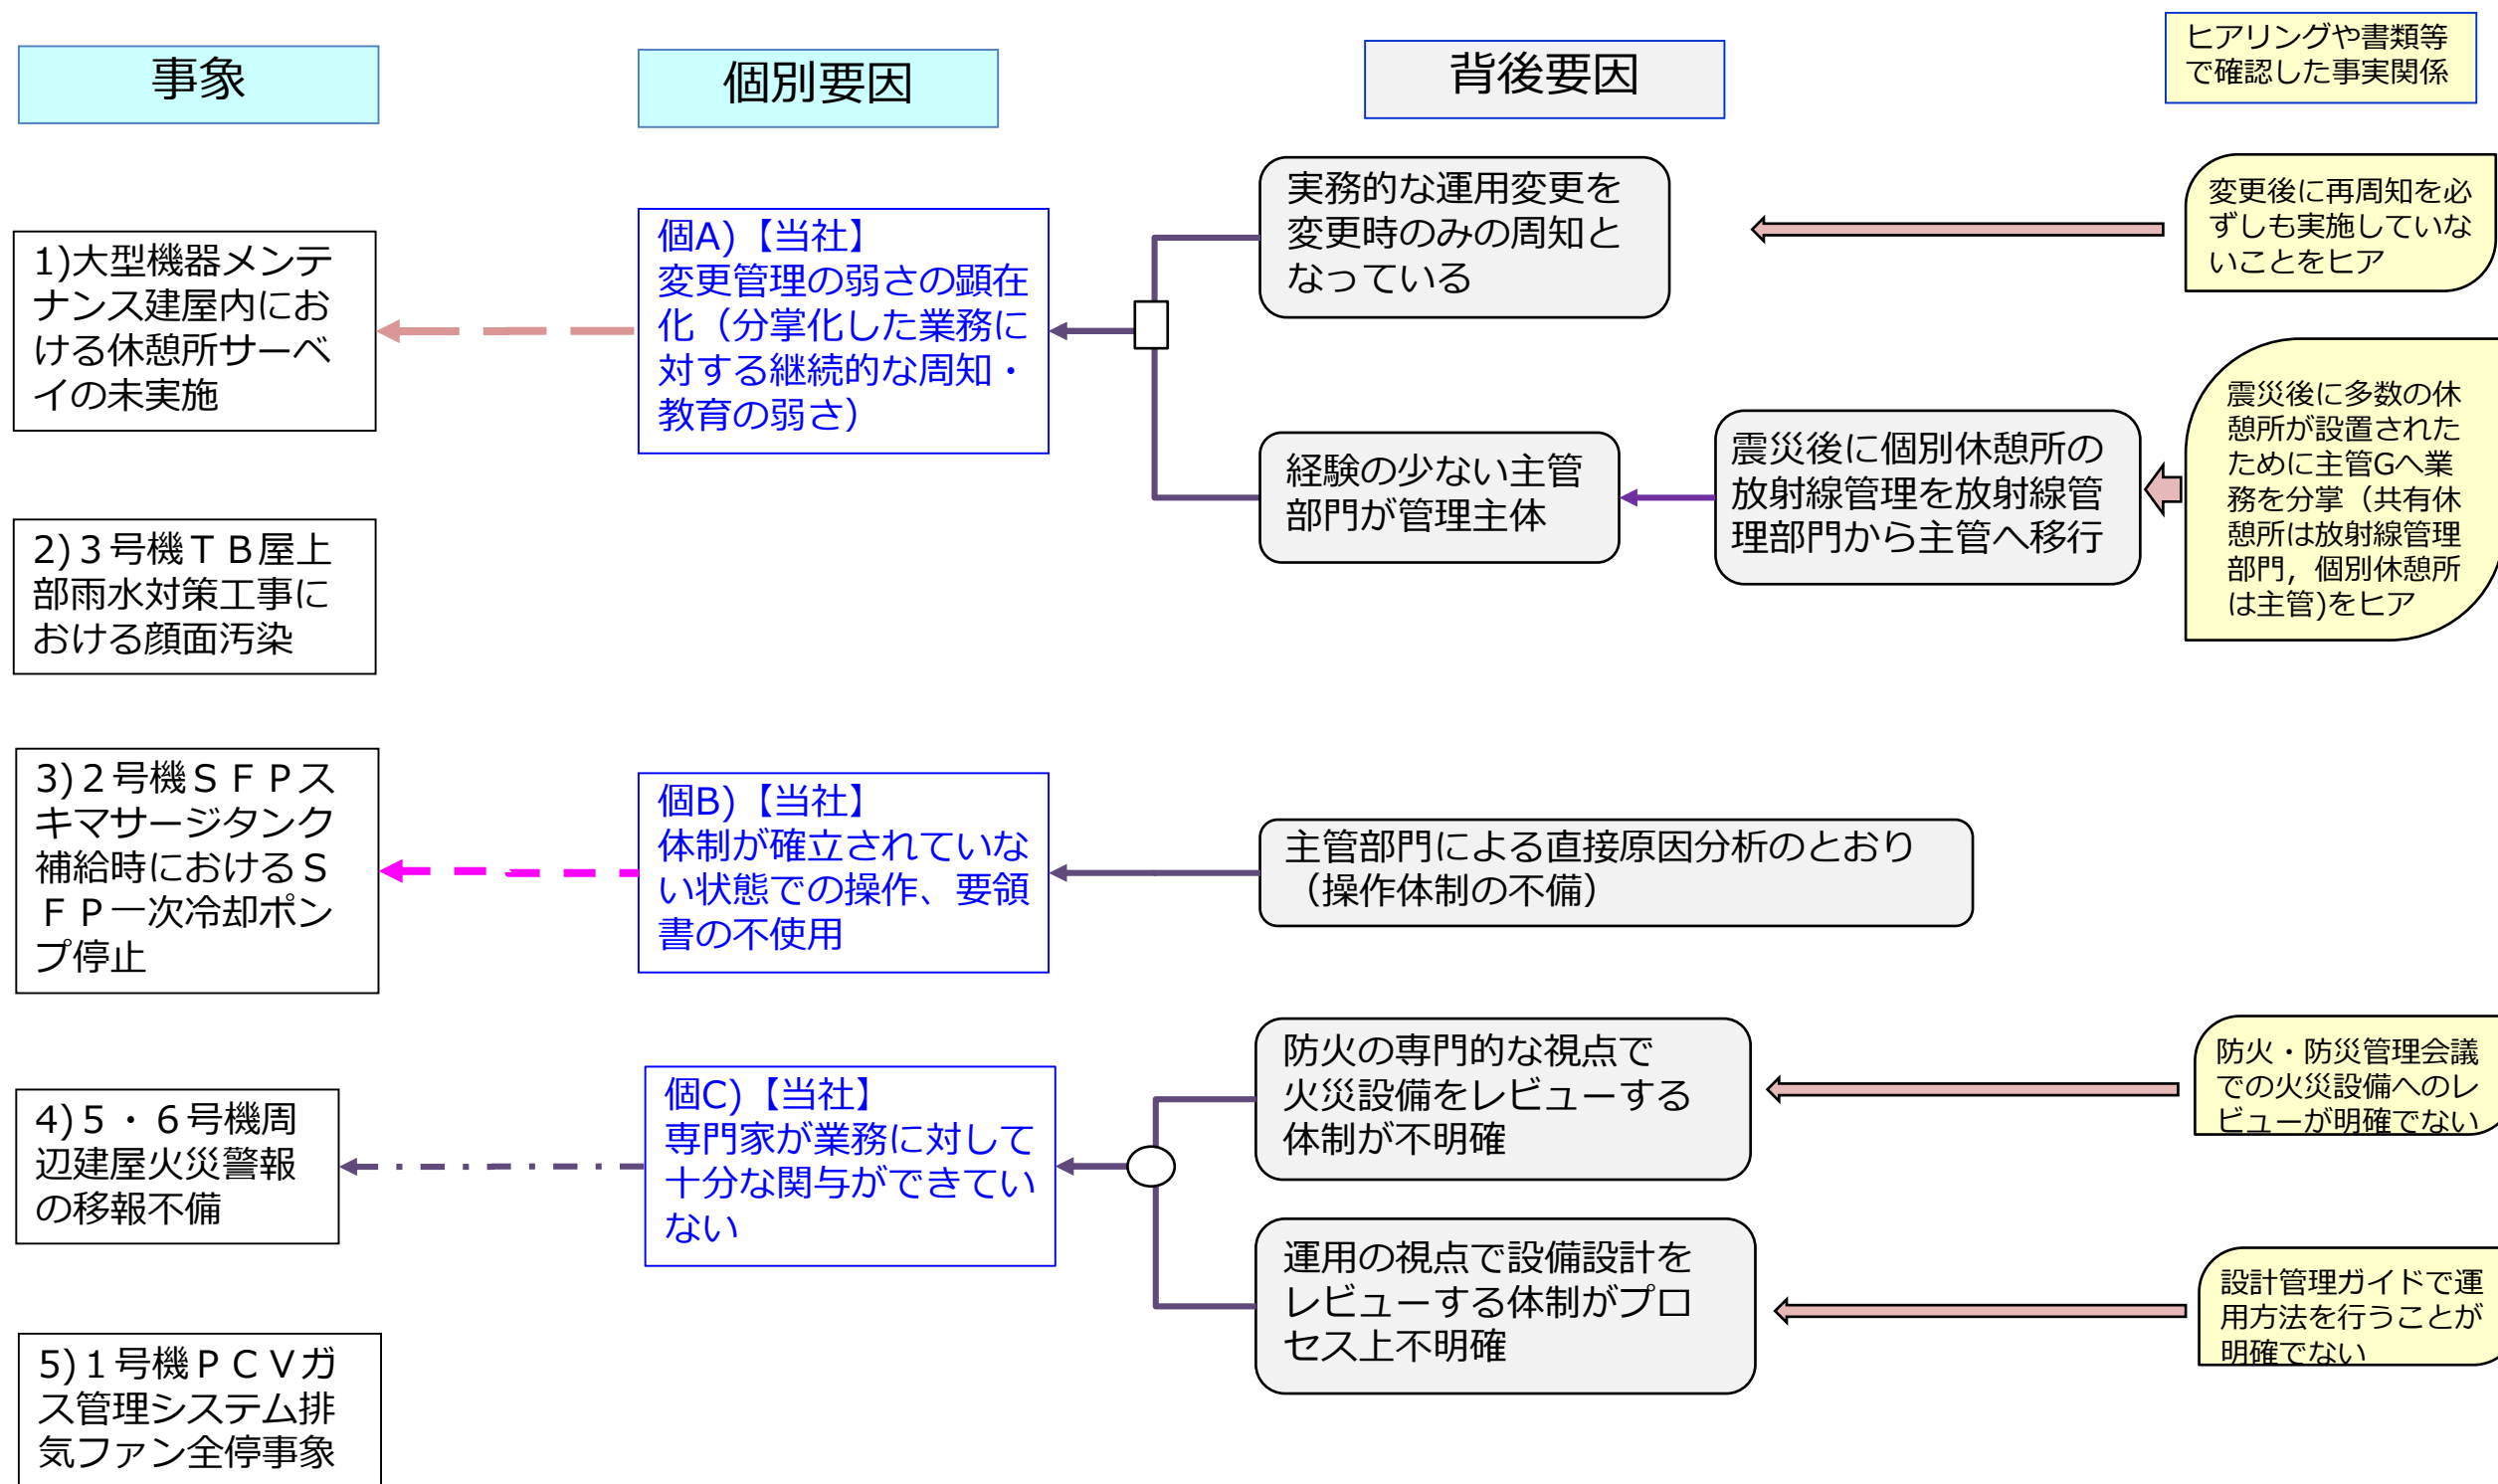 事象
個別要因
背後要因
ヒアリングや書類等
で確認した事実関係
1)大型機器メンテ
ナンス建屋内にお
ける休憩所サーベ
イの未実施
個A)【当社】
変更管理の弱さの顕在
化（分掌化した業務に
対する継続的な周知・
教育の弱さ）
実務的な運用変更を
変更時のみの周知と
なっている
変更後に再周知を必
ずしも実施していな
いことをヒア
経験の少ない主管
部門が管理主体
震災後に個別休憩所の
放射線管理を放射線管
理部門から主管へ移行
震災後に多数の休
憩所が設置された
ために主管Gへ業
務を分掌（共有休
憩所は放射線管理
部門，個別休憩所
は主管)をヒア
2)３号機ＴＢ屋上
部雨水対策工事に
おける顔面汚染
3)２号機ＳＦＰス
キマサージタンク
補給時におけるＳ
ＦＰ一次冷却ポン
プ停止
個B)【当社】
体制が確立されていな
い状態での操作、要領
書の不使用
主管部門による直接原因分析のとおり
（操作体制の不備）
4)５・６号機周
辺建屋火災警報
の移報不備
個C)【当社】
専門家が業務に対して
十分な関与ができてい
ない
防火の専門的な視点で
火災設備をレビューする
体制が不明確
防火・防災管理会議
での火災設備へのレ
ビューが明確でない
運用の視点で設備設計を
レビューする体制がプロ
セス上不明確
設計管理ガイドで運
用方法を行うことが
明確でない
5)１号機ＰＣＶガ
ス管理システム排
気ファン全停事象